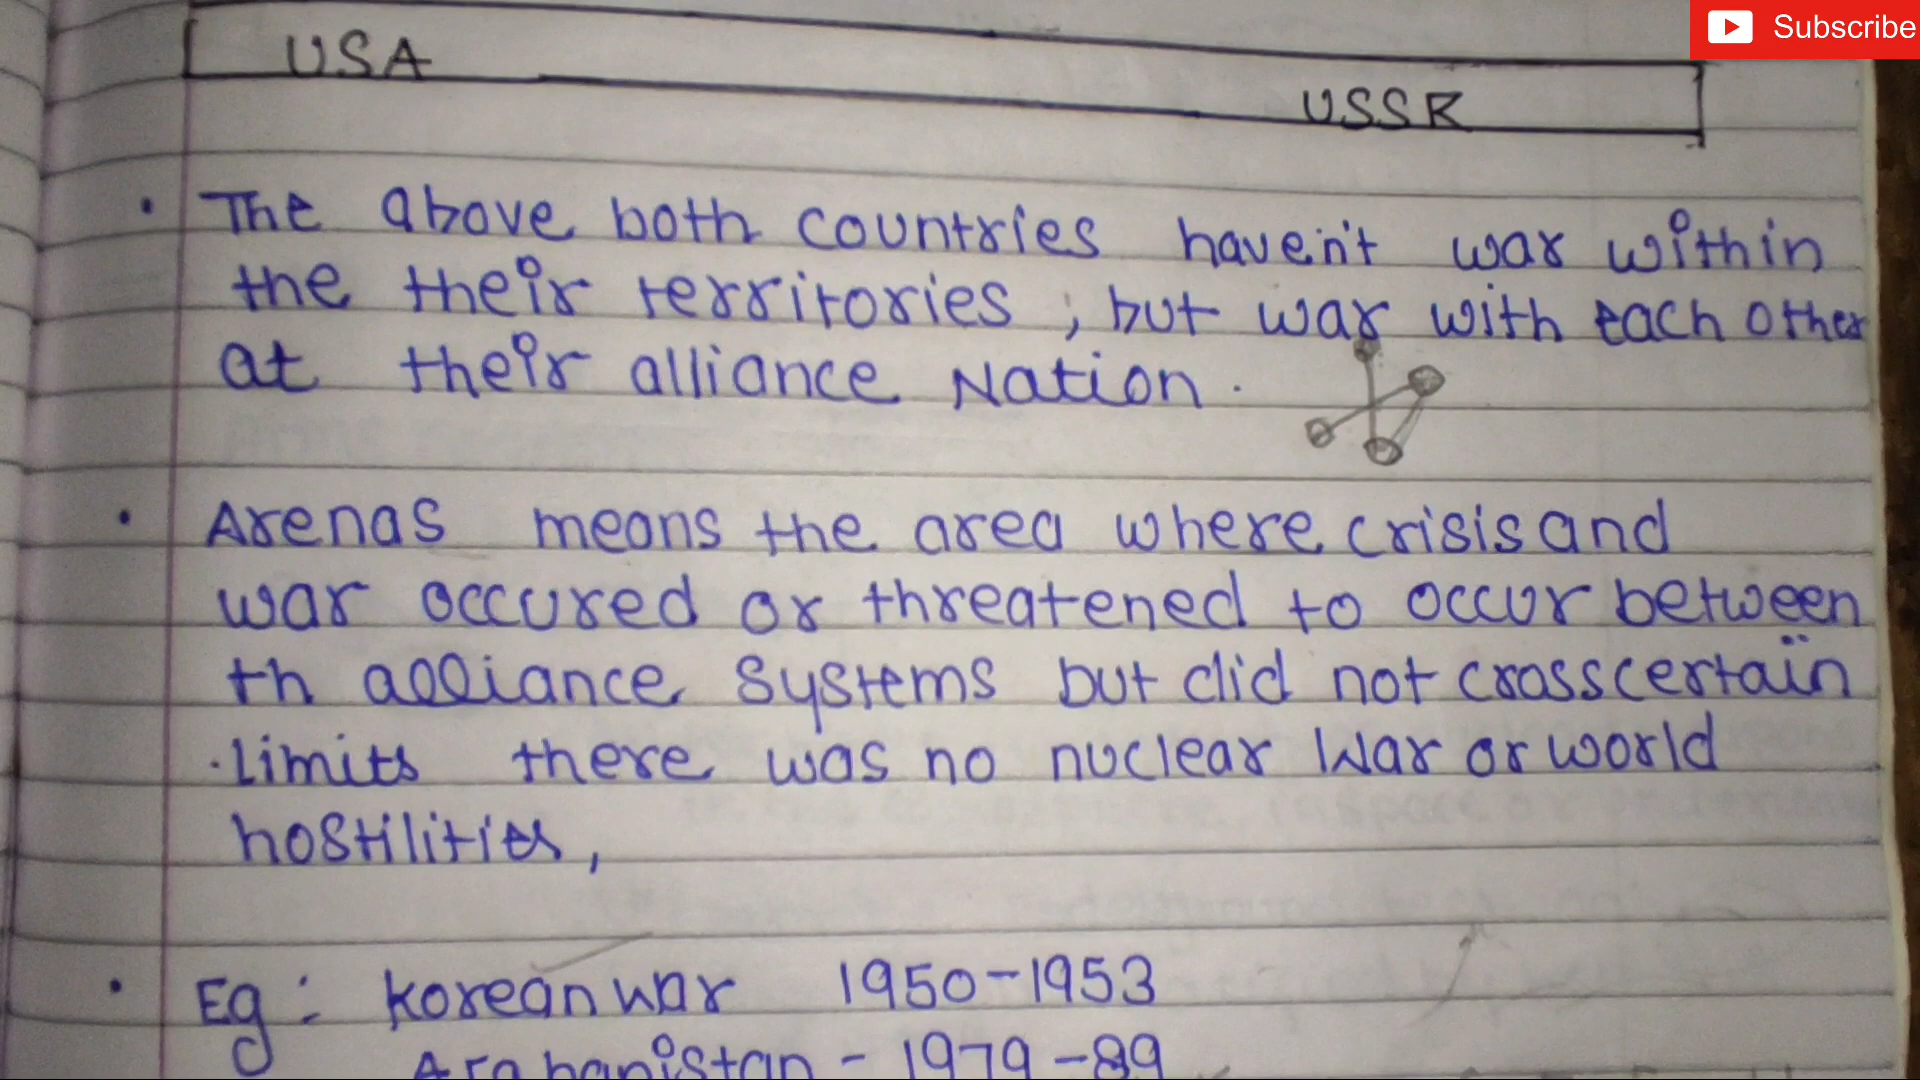 Subscribe
USA
USSR
• The above both countries haven't war within
the their territories ; but war with each other
at their alliance Nation .
• Arenas means the area where crisis and
war occured or threatened to occur between
th alliance systems but did not cross certain
. Limits there was no nuclear War or world
hostilities ,
• Eg : Korean war 1950-1953
Afghanistan - 1979-89